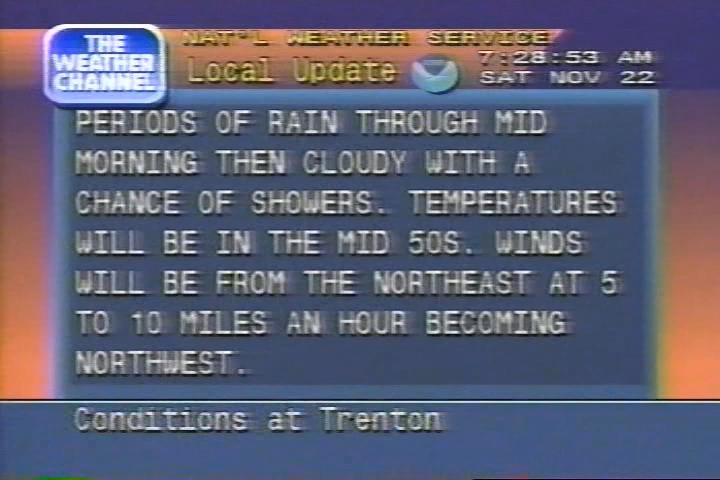 THE
WEATHER
CHANNEL
NAT'L WEATHER SERVICE
Local Update
7:28:53 AM
SAT NOV 22
PERIODS OF RAIN THROUGH MID
MORNING THEN CLOUDY WITH A
CHANCE OF SHOWERS. TEMPERATURES
WILL BE IN THE MID 50S. WINDS
WILL BE FROM THE NORTHEAST AT 5
TO 10 MILES AN HOUR BECOMING
NORTHWEST.
Conditions at Trenton